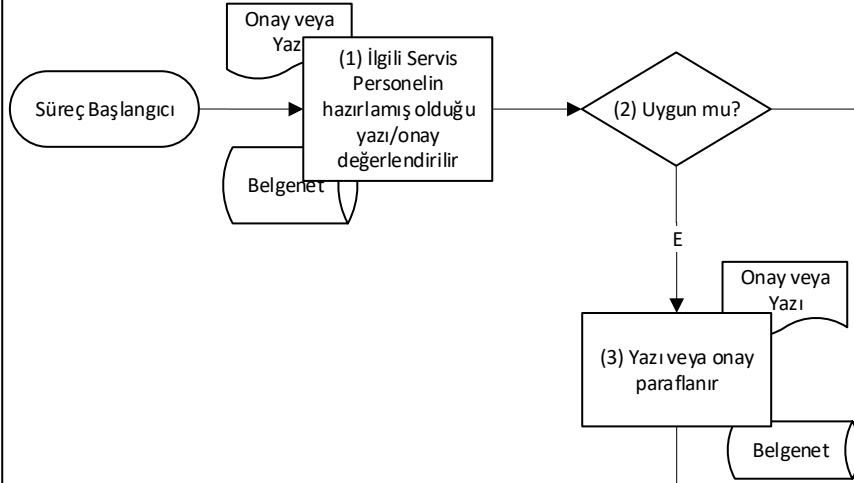 Onay veya
Yazı
(1) İlgili Servis
Personelin
hazırlamış olduğu
yazı/onay
değerlendirilir
Süreç Başlangıcı
(2) Uygun mu?
Belgenet
E
Onay veya
Yazı
(3) Yazı veya onay
paraflanır
Belgenet